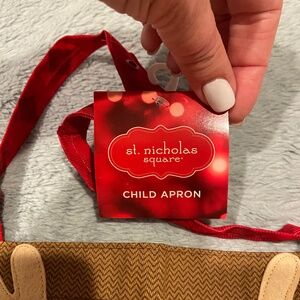 st. nicholas
square
CHILD APRON